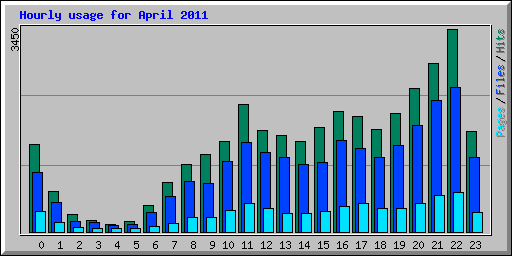 Hourly usage for April 2011
3450
Pages/Files/Hits
0 1 2 3 4 5 6 7 8 9 10 11 12 13 14 15 16 17 18 19 20 21 22 23